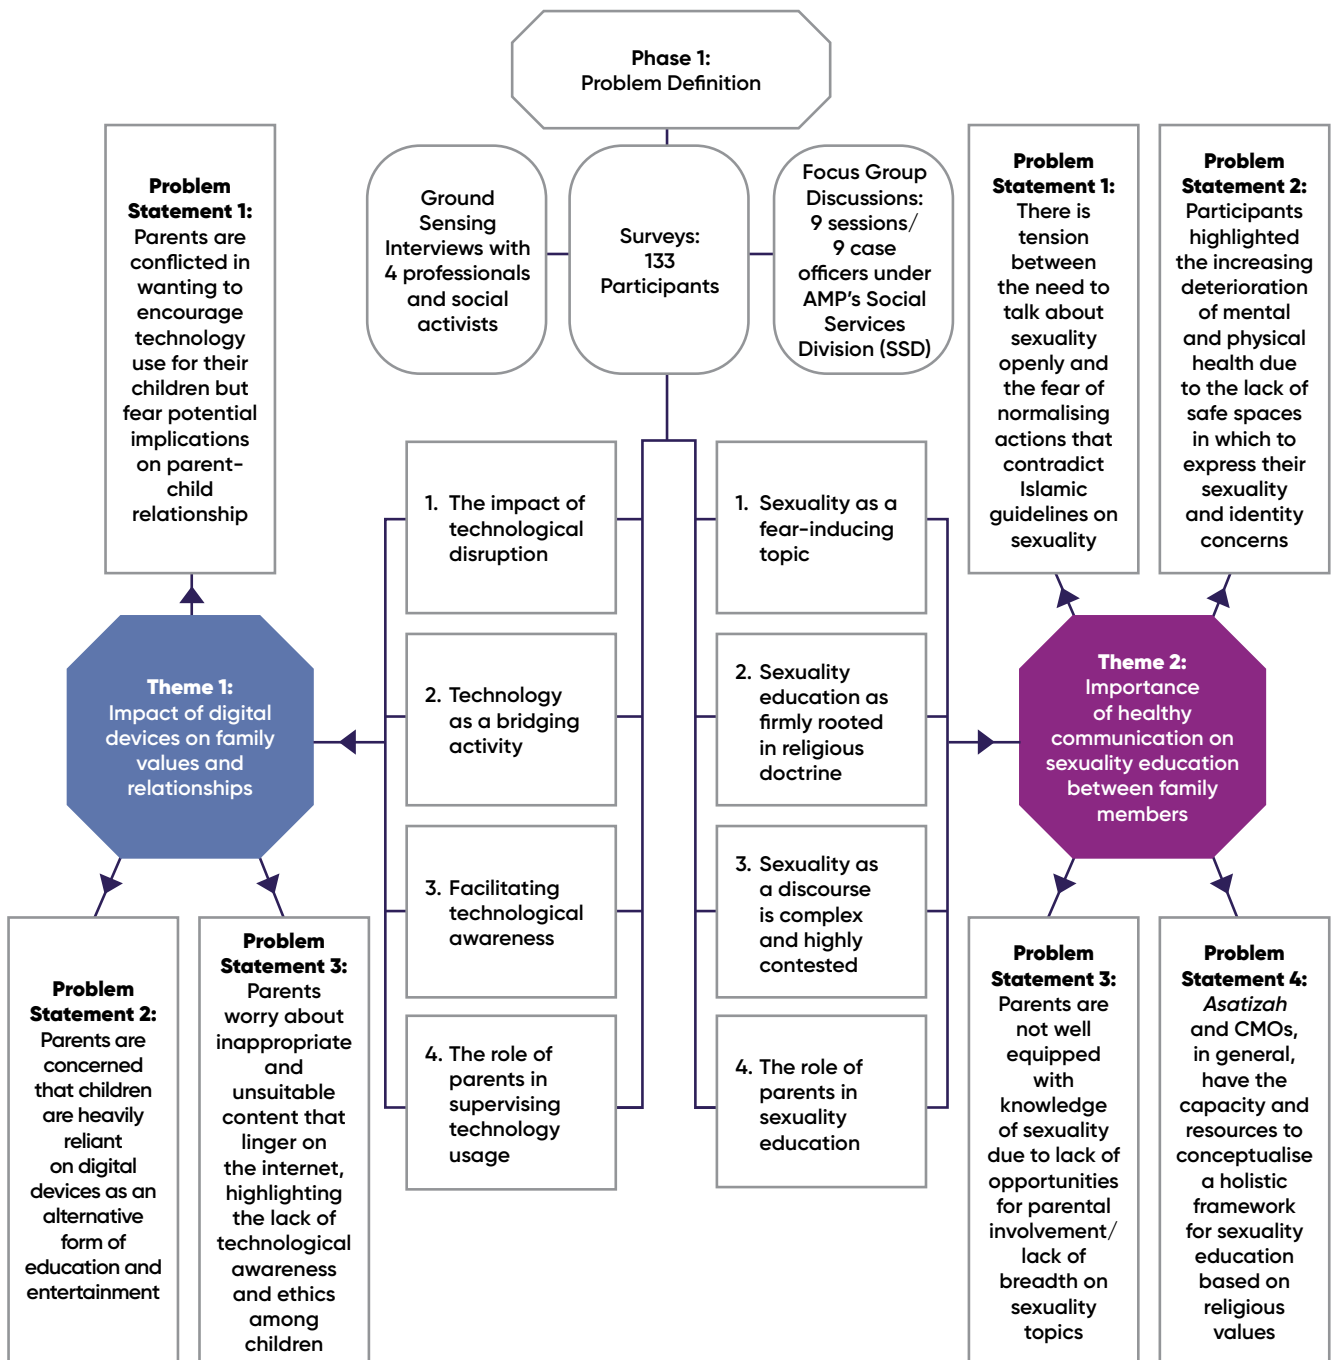 Phase 1:
Problem Definition
Ground
Sensing
Interviews with
4 professionals
and social
activists
Surveys:
133
Participants
Focus Group
Discussions:
9 sessions/
9 case
officers under
AMP's Social
Services
Division (SSD)
Problem
Statement 1:
Parents are
conflicted in
wanting to
encourage
technology
use for their
children but
fear potential
implications
on parent-
child
relationship
Theme 1:
Impact of digital
devices on family
values and
relationships
Problem
Statement 2:
Parents are
concerned
that children
are heavily
reliant
on digital
devices as an
alternative
form of
education and
entertainment
Problem
Statement 3:
Parents
worry about
inappropriate
and
unsuitable
content that
linger on
the internet,
highlighting
the lack of
technological
awareness
and ethics
among
children
1. The impact of
technological
disruption
2. Technology
as a bridging
activity
3. Facilitating
technological
awareness
4. The role of
parents in
supervising
technology
usage
1. Sexuality as a
fear-inducing
topic
2. Sexuality
education as
firmly rooted
in religious
doctrine
3. Sexuality as
a discourse
is complex
and highly
contested
4. The role of
parents in
sexuality
education
Problem
Statement 1:
There is
tension
between
the need to
talk about
sexuality
openly and
the fear of
normalising
actions that
contradict
Islamic
guidelines on
sexuality
Problem
Statement 2:
Participants
highlighted
the increasing
deterioration
of mental
and physical
health due
to the lack of
safe spaces
in which to
express their
sexuality
and identity
concerns
Theme 2:
Importance
of healthy
communication on
sexuality education
between family
members
Problem
Statement 3:
Parents are
not well
equipped
with
knowledge
of sexuality
due to lack of
opportunities
for parental
involvement/
lack of
breadth on
sexuality
topics
Problem
Statement 4:
Asatizah
and CMOs,
in general,
have the
capacity and
resources to
conceptualise
a holistic
framework
for sexuality
education
based on
religious
values